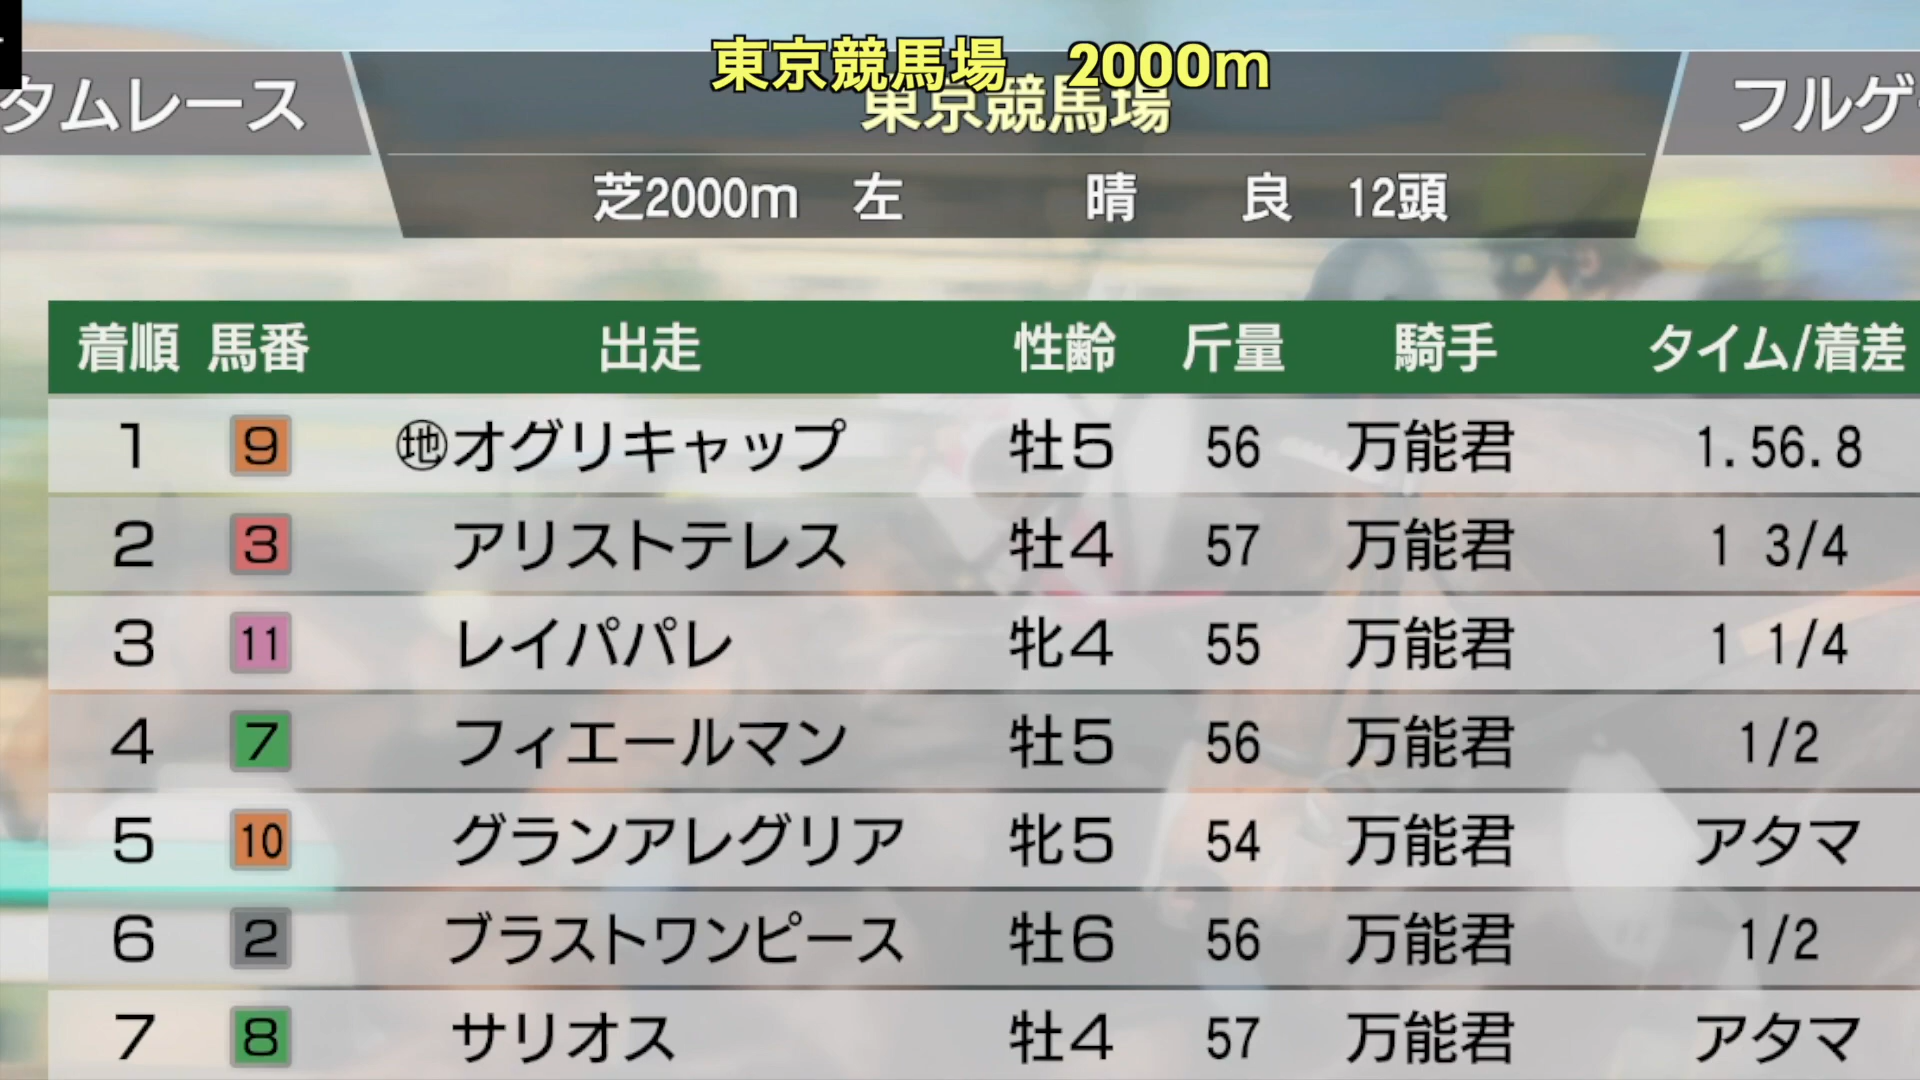 東京競馬場　2000m
タムレース
東京競馬場
フルゲ
芝2000m　左　晴　良　12頭
着順 馬番 出走 性齢 斤量 騎手 タイム/着差
1 9 ㊞オグリキャップ 牡5 56 万能君 1.56.8
2 3 アリストテレス 牡4 57 万能君 1 3/4
3 11 レイパパレ 牝4 55 万能君 1 1/4
4 7 フィエールマン 牡5 56 万能君 1/2
5 10 グランアレグリア 牝5 54 万能君 アタマ
6 2 ブラストワンピース 牡6 56 万能君 1/2
7 8 サリオス 牡4 57 万能君 アタマ